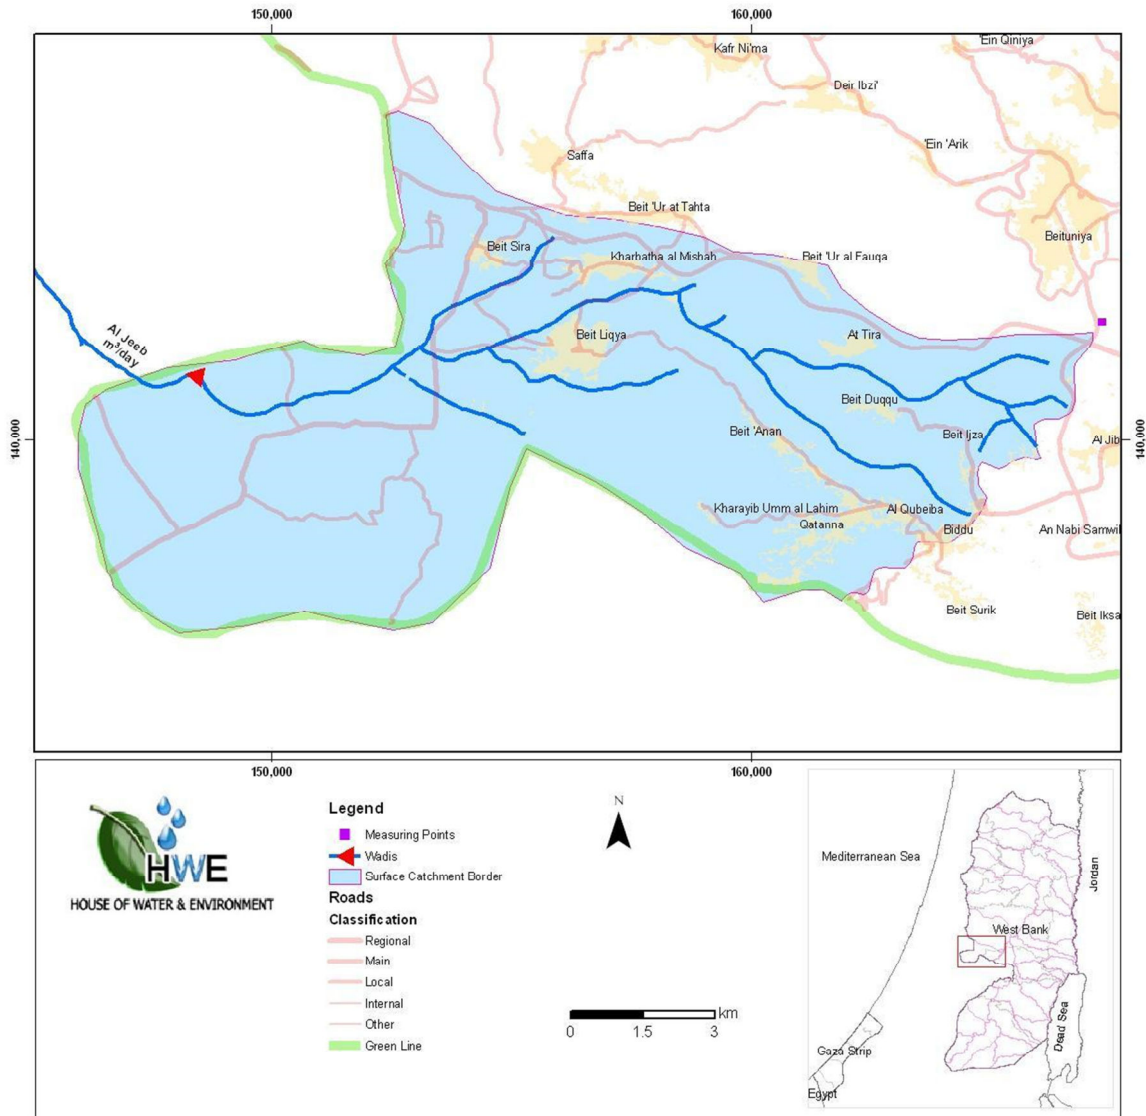 150,000
160,000
Kafr Ni'ma
'Ein Qiniya
Deir Ibzi'
'Ein 'Arik
Saffa
Beit 'Ur at Tahta
Beituniya
Beit Sira
Kharbatha al Misbah
Beit 'Ur al Fauqa
Al Jeeb
m³/day
Beit Liqya
At Tira
Beit Duqqu
140,000
Beit 'Anan
Beit Ijza
Al Jib
140,000
Kharayib Umm al Lahim
Al Qubeiba
Qatanna
Biddu
An Nabi Samwil
Beit Surik
Beit Iksa
150,000
160,000
HWE
HOUSE OF WATER & ENVIRONMENT
Legend
Measuring Points
Wadis
Surface Catchment Border
Roads
Classification
Regional
Main
Local
Internal
Other
Green Line
N
km
0
1.5
3
Mediterranean Sea
Jordan
West Bank
Dead Sea
Gaza Strip
Egypt